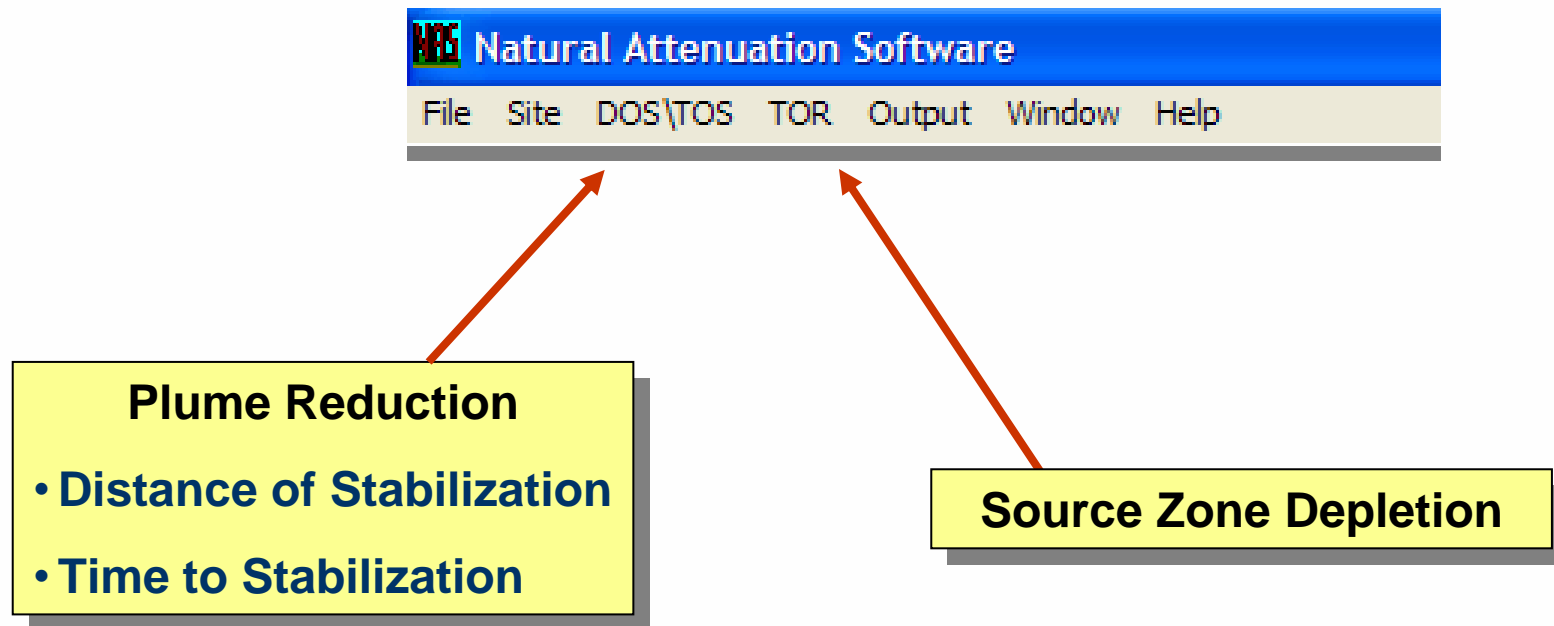 NAS Natural Attenuation Software
File Site DOS\TOS TOR Output Window Help
Plume Reduction
• Distance of Stabilization
• Time to Stabilization
Source Zone Depletion